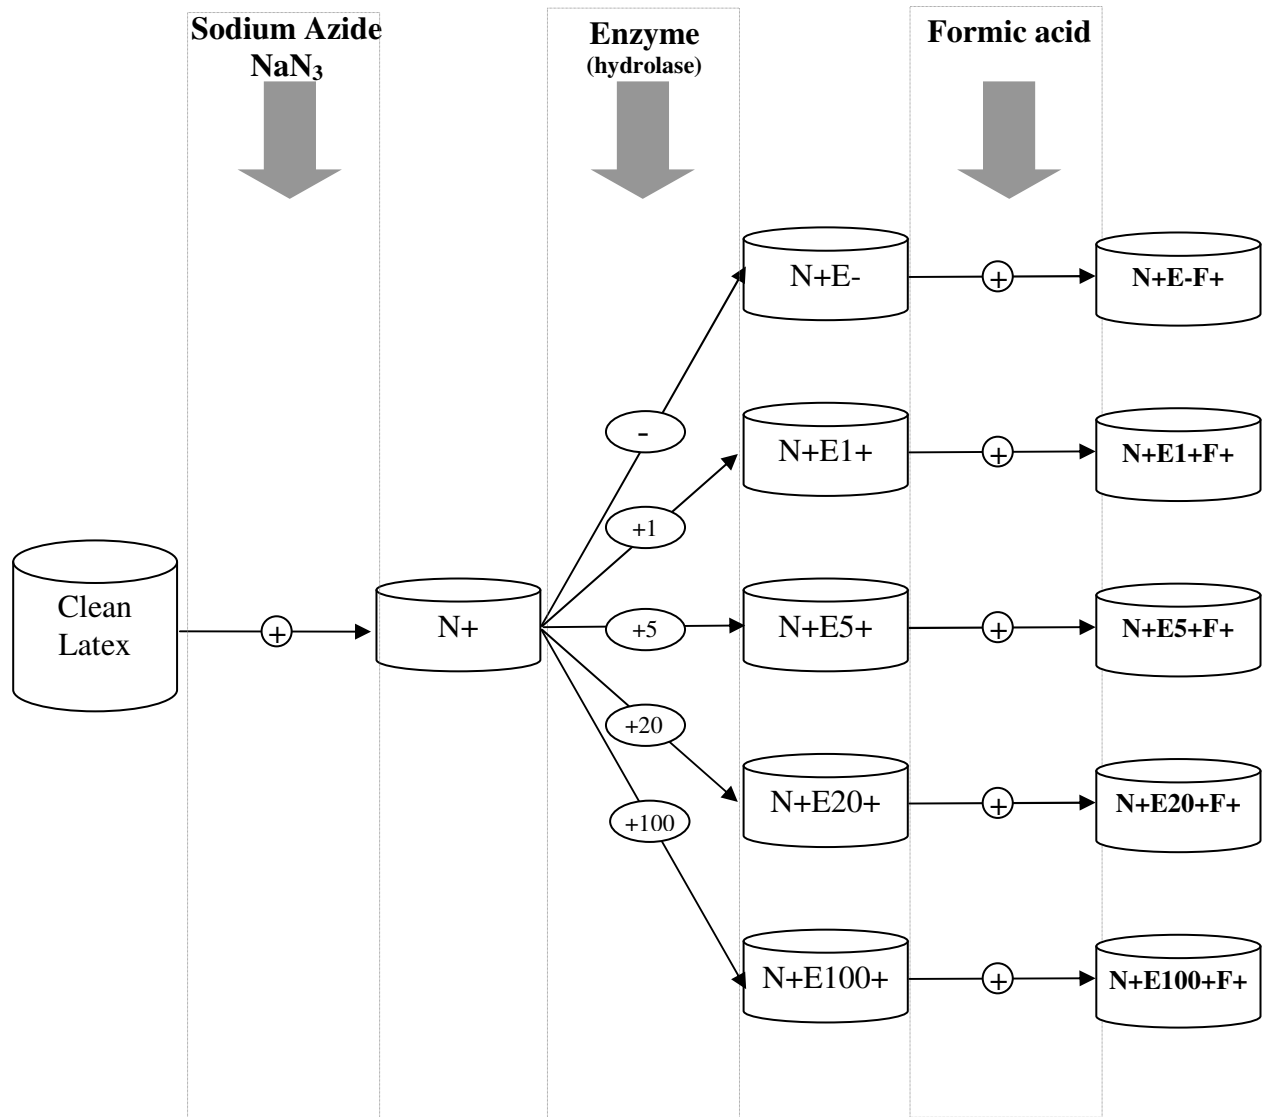 Sodium Azide
NaN₃
Enzyme
(hydrolase)
Formic acid
N+E-
+
N+E-F+
-
N+E1+
+
N+E1+F+
+1
Clean
Latex
+
N+
+5
N+E5+
+
N+E5+F+
+20
N+E20+
+
N+E20+F+
+100
N+E100+
+
N+E100+F+